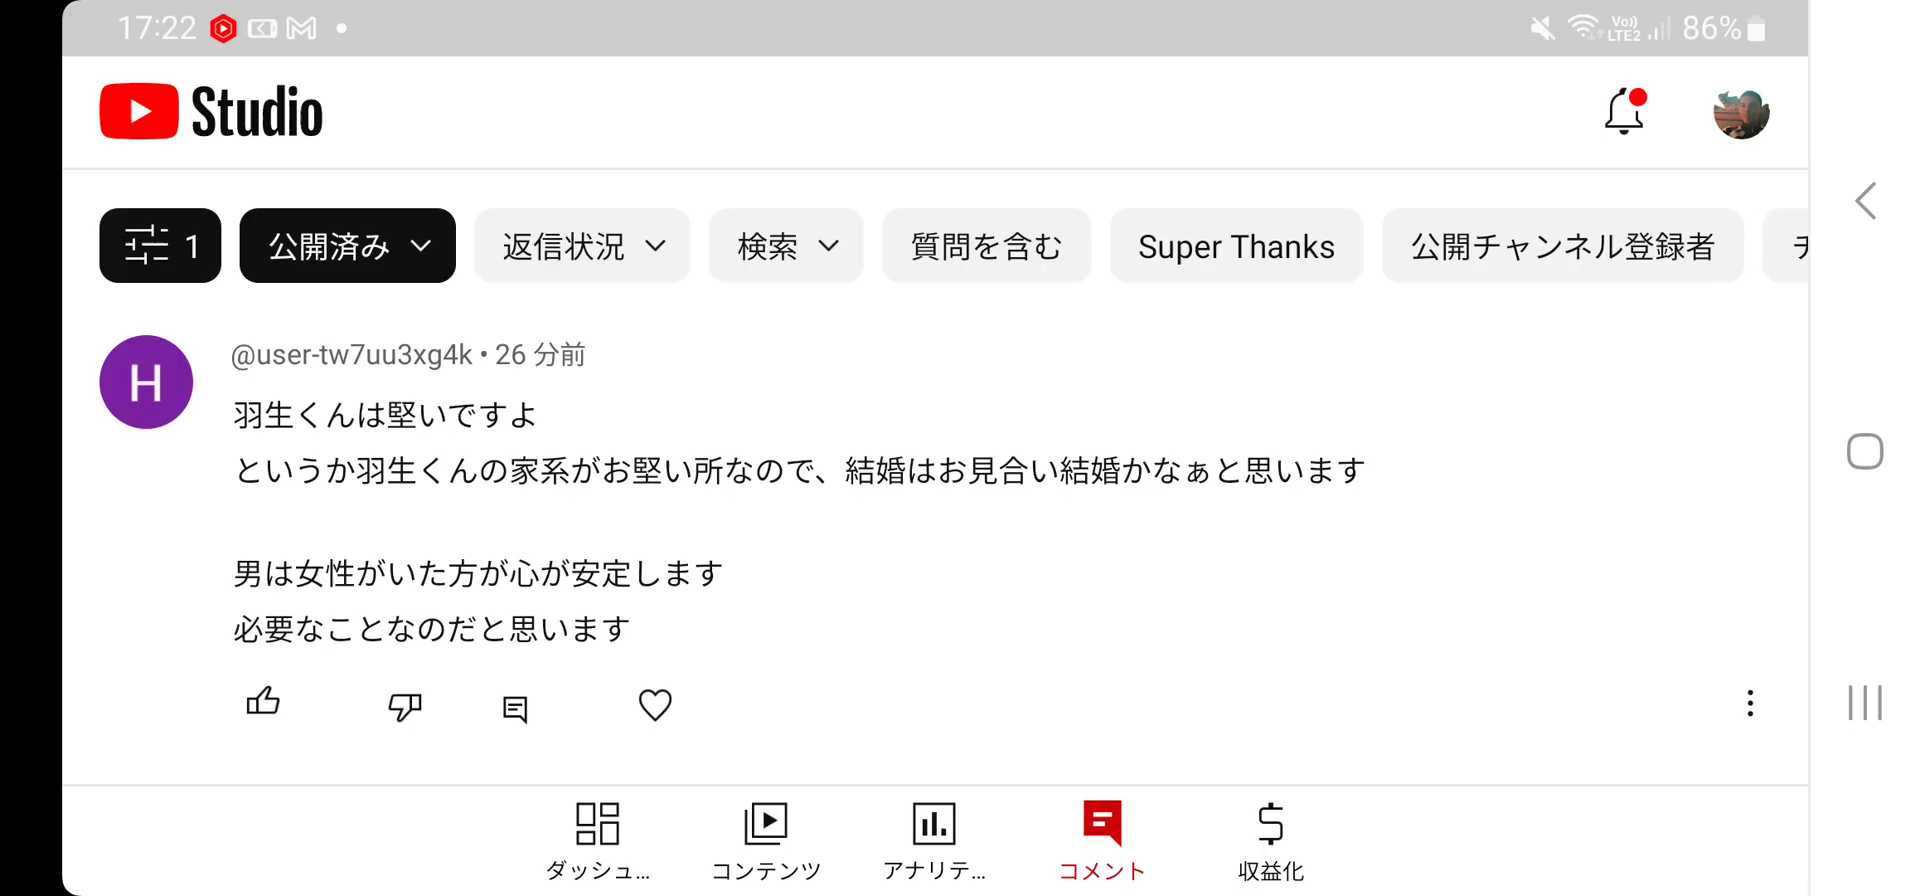 17:22 Vo)) LTE2 86%
Studio
1 公開済み 返信状況 検索 質問を含む Super Thanks 公開チャンネル登録者
H
@user-tw7uu3xg4k • 26 分前
羽生くんは堅いですよ
というか羽生くんの家系がお堅い所なので、結婚はお見合い結婚かなぁと思います
男は女性がいた方が心が安定します
必要なことなのだと思います
ダッシュ... コンテンツ アナリテ... コメント 収益化